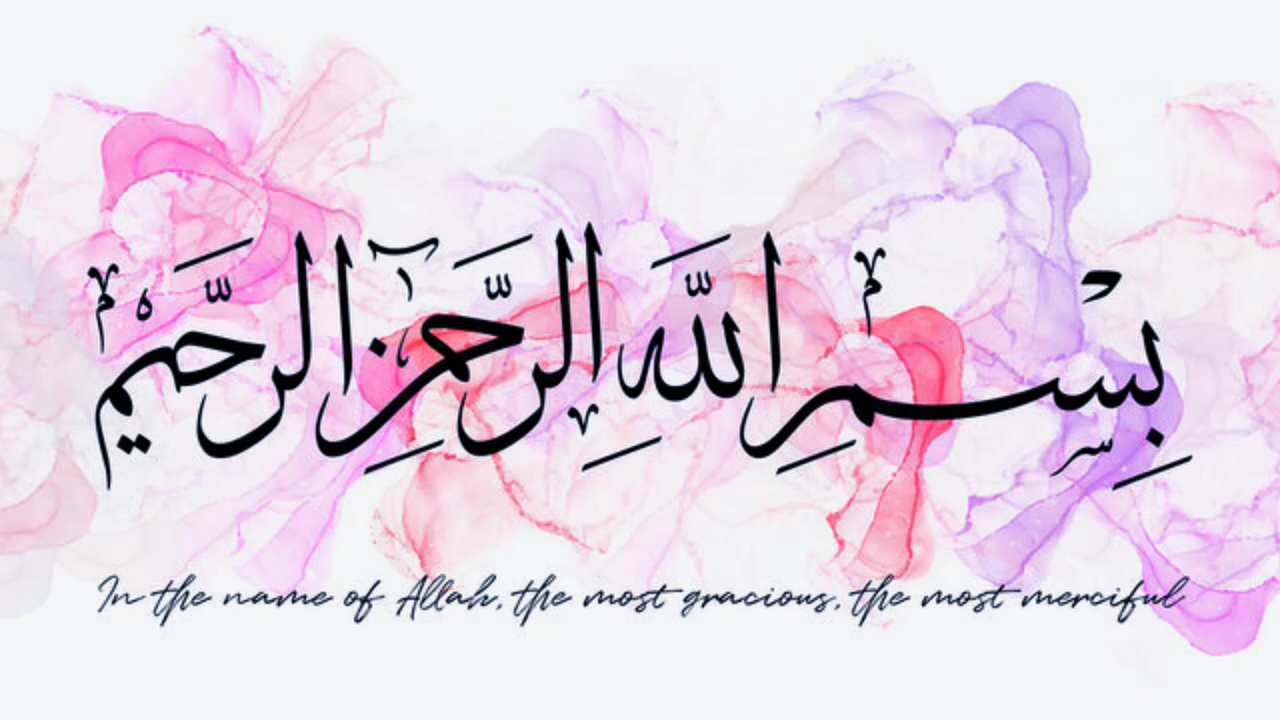 بِسْمِ اللَّهِ الرَّحْمَٰنِ الرَّحِيمِ
In the name of Allah, the most gracious, the most merciful